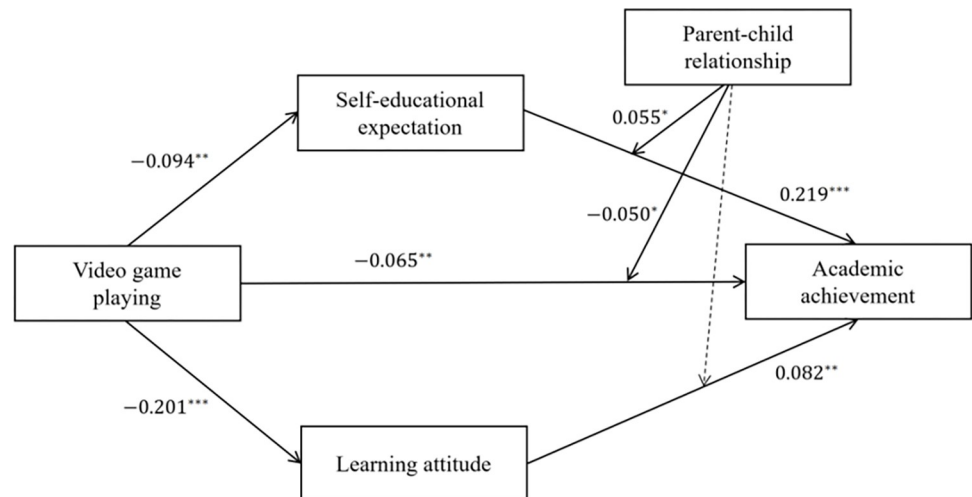 Parent-child
relationship
Self-educational
expectation
0.055*
−0.094**
0.219***
−0.050*
−0.065**
Video game
playing
Academic
achievement
−0.201***
0.082**
Learning attitude